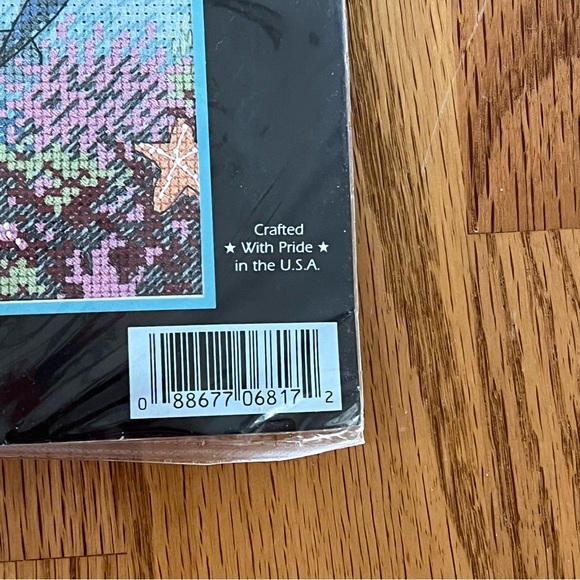 Crafted
★ With Pride ★
in the U.S.A.
0 88677 06817 2